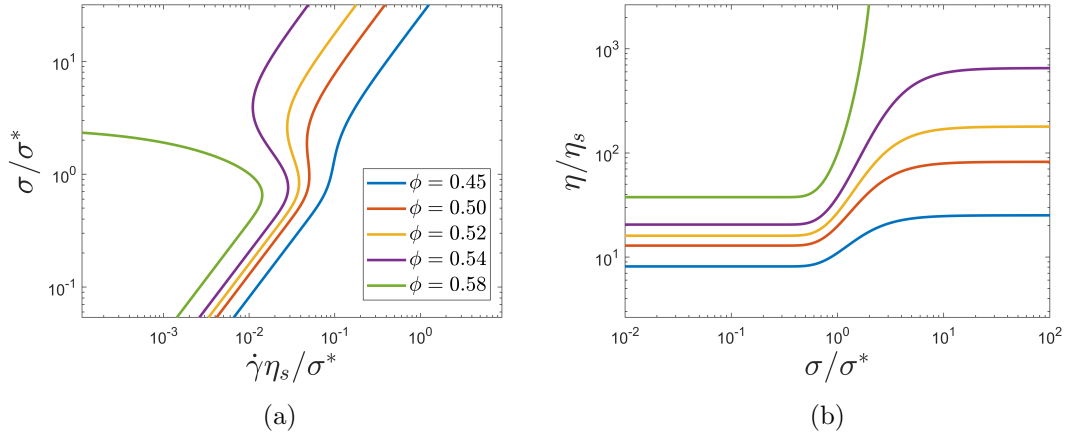 10^1
10^0
10^-1
σ/σ*
10^-3
10^-2
10^-1
10^0
γ̇η_s/σ*
ϕ = 0.45
ϕ = 0.50
ϕ = 0.52
ϕ = 0.54
ϕ = 0.58
(a)
10^3
10^2
10^1
η/η_s
10^-2
10^-1
10^0
10^1
10^2
σ/σ*
(b)